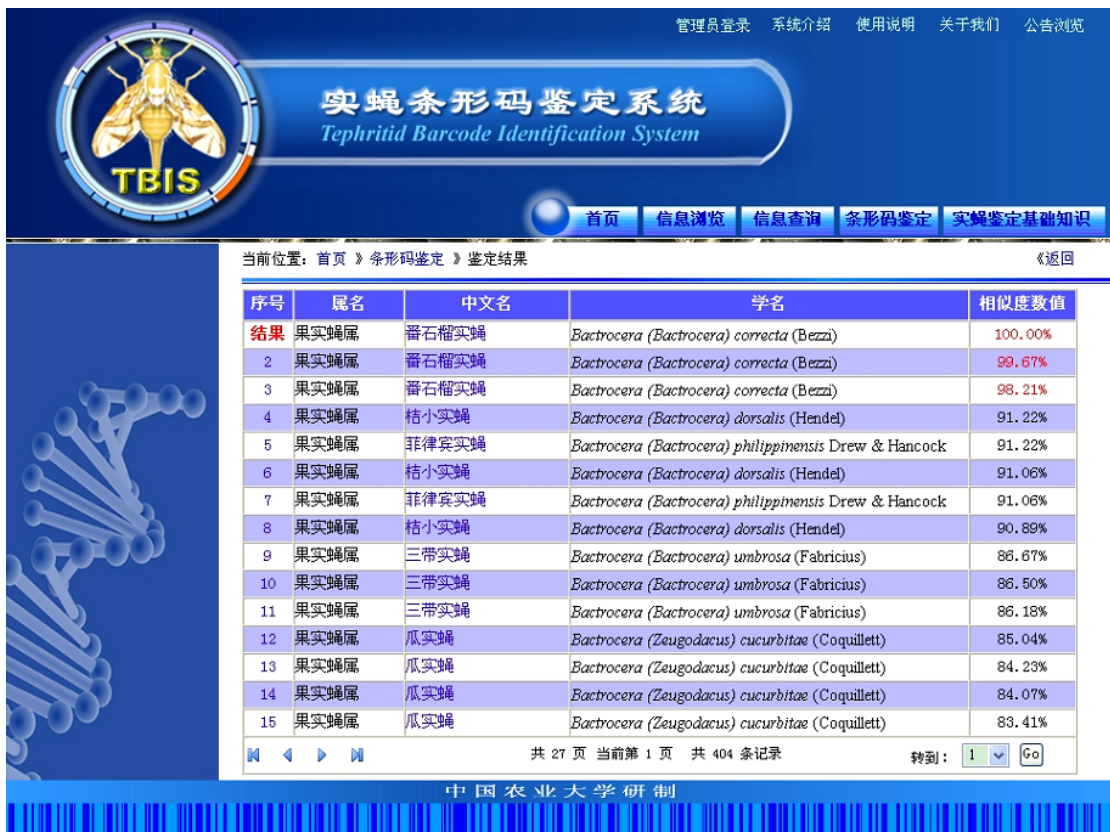 管理员登录 系统介绍 使用说明 关于我们 公告浏览
实蝇条形码鉴定系统
Tephritid Barcode Identification System
TBIS
首页 信息浏览 信息查询 条形码鉴定 实蝇鉴定基础知识
当前位置：首页 》条形码鉴定 》鉴定结果 《返回
序号 属名 中文名 学名 相似度数值
结果 果实蝇属 番石榴实蝇 Bactrocera (Bactrocera) correcta (Bezzi) 100.00%
2 果实蝇属 番石榴实蝇 Bactrocera (Bactrocera) correcta (Bezzi) 99.67%
3 果实蝇属 番石榴实蝇 Bactrocera (Bactrocera) correcta (Bezzi) 98.21%
4 果实蝇属 桔小实蝇 Bactrocera (Bactrocera) dorsalis (Hendel) 91.22%
5 果实蝇属 菲律宾实蝇 Bactrocera (Bactrocera) philippinensis Drew & Hancock 91.22%
6 果实蝇属 桔小实蝇 Bactrocera (Bactrocera) dorsalis (Hendel) 91.06%
7 果实蝇属 菲律宾实蝇 Bactrocera (Bactrocera) philippinensis Drew & Hancock 91.06%
8 果实蝇属 桔小实蝇 Bactrocera (Bactrocera) dorsalis (Hendel) 90.89%
9 果实蝇属 三带实蝇 Bactrocera (Bactrocera) umbrosa (Fabricius) 86.67%
10 果实蝇属 三带实蝇 Bactrocera (Bactrocera) umbrosa (Fabricius) 86.50%
11 果实蝇属 三带实蝇 Bactrocera (Bactrocera) umbrosa (Fabricius) 86.18%
12 果实蝇属 瓜实蝇 Bactrocera (Zeugodacus) cucurbitae (Coquillett) 85.04%
13 果实蝇属 瓜实蝇 Bactrocera (Zeugodacus) cucurbitae (Coquillett) 84.23%
14 果实蝇属 瓜实蝇 Bactrocera (Zeugodacus) cucurbitae (Coquillett) 84.07%
15 果实蝇属 瓜实蝇 Bactrocera (Zeugodacus) cucurbitae (Coquillett) 83.41%
共 27 页 当前第 1 页 共 404 条记录 转到： 1 Go
中国农业大学研制